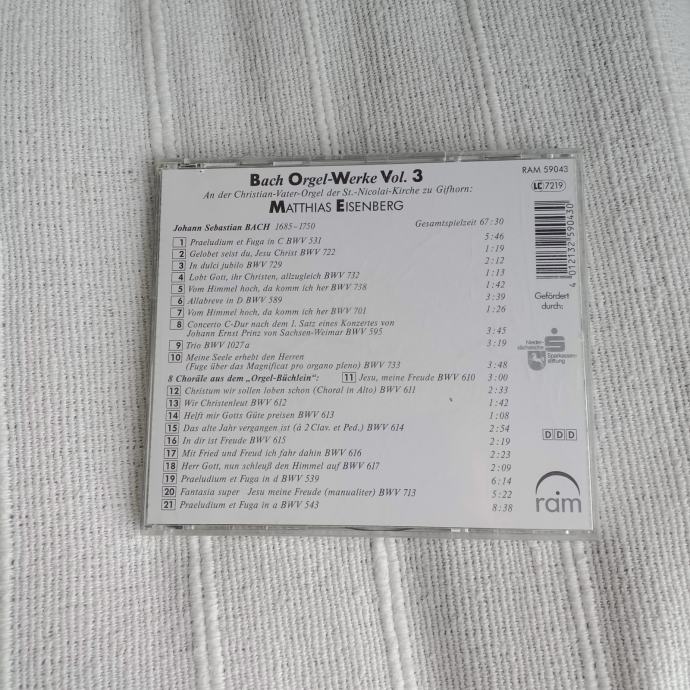 Bach Orgel-Werke Vol. 3
RAM 59043
An der Christian-Vater-Orgel der St.-Nicolai-Kirche zu Gifhorn:
LC 7219
MATTHIAS EISENBERG
Johann Sebastian BACH 1685–1750 Gesamtspielzeit 67:30
1 Praeludium et Fuga in C BWV 531 5:46
2 Gelobet seist du, Jesu Christ BWV 722 1:19
3 In dulci jubilo BWV 729 2:12
4 Lobt Gott, ihr Christen, allzugleich BWV 732 1:13
5 Vom Himmel hoch, da komm ich her BWV 738 1:42
6 Allabreve in D BWV 589 3:39
7 Vom Himmel hoch, da komm ich her BWV 701 1:26
8 Concerto C-Dur nach dem 1. Satz eines Konzertes von
Johann Ernst Prinz von Sachsen-Weimar BWV 595 3:45
9 Trio BWV 1027a 3:19
10 Meine Seele erhebt den Herren
(Fuge über das Magnificat pro organo pleno) BWV 733 3:48
8 Choräle aus dem „Orgel-Büchlein“: 11 Jesu, meine Freude BWV 610 3:00
12 Christum wir sollen loben schon (Choral in Alto) BWV 611 2:33
13 Wir Christenleut BWV 612 1:42
14 Helft mir Gotts Güte preisen BWV 613 1:08
15 Das alte Jahr vergangen ist (à 2 Clav. et Ped.) BWV 614 2:54
16 In dir ist Freude BWV 615 2:19
17 Mit Fried und Freud ich fahr dahin BWV 616 2:23
18 Herr Gott, nun schleuß den Himmel auf BWV 617 2:09
19 Praeludium et Fuga in d BWV 539 6:14
20 Fantasia super Jesu meine Freude (manualiter) BWV 713 5:22
21 Praeludium et Fuga in a BWV 543 8:38
4 012132 590430
Gefördert
durch:
Nieder-
sächsische
Sparkassen-
stiftung
DDD
ram